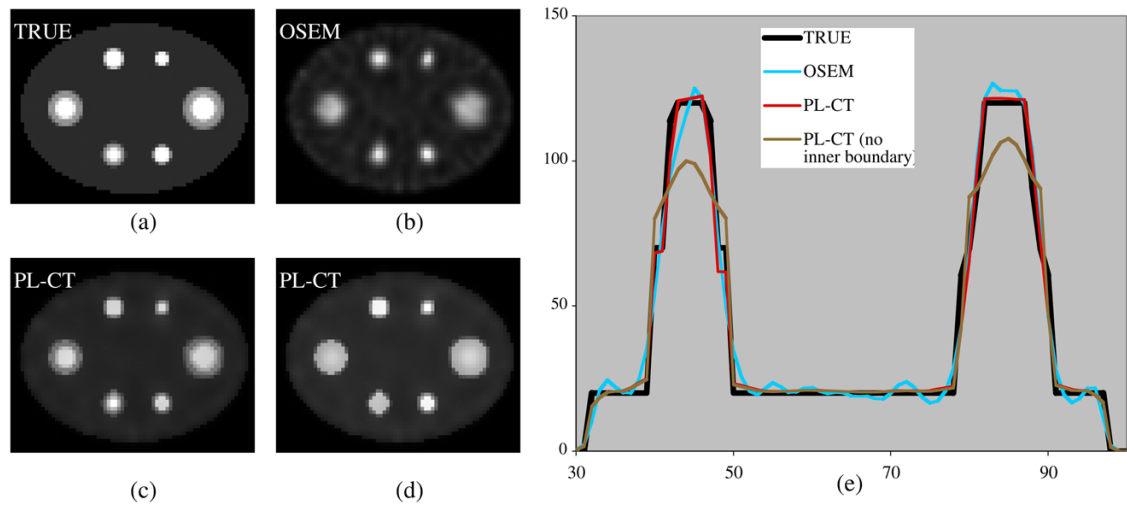 TRUE
OSEM
(a)
(b)
PL-CT
PL-CT
(c)
(d)
150
100
50
0
30
50
70
90
TRUE
OSEM
PL-CT
PL-CT (no
inner boundary)
(e)